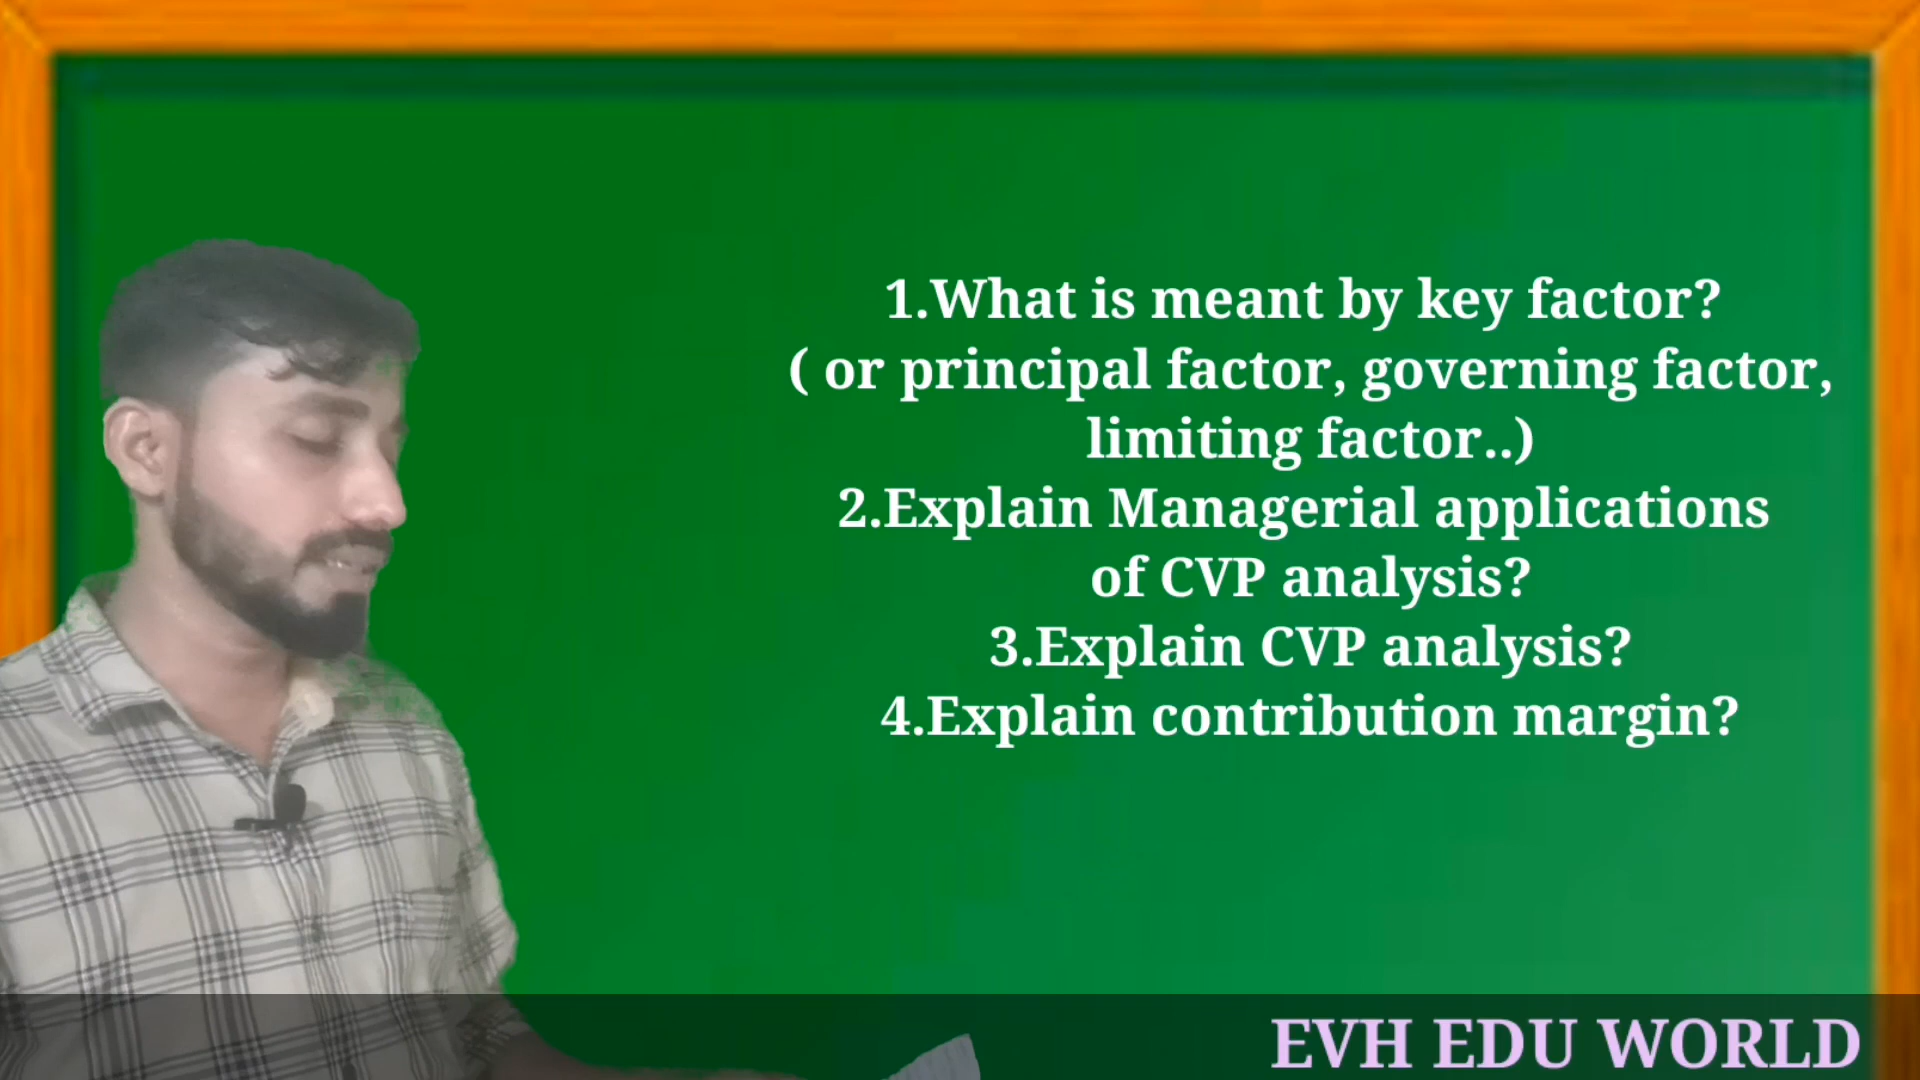 1.What is meant by key factor?
( or principal factor, governing factor,
limiting factor..)
2.Explain Managerial applications
of CVP analysis?
3.Explain CVP analysis?
4.Explain contribution margin?
EVH EDU WORLD